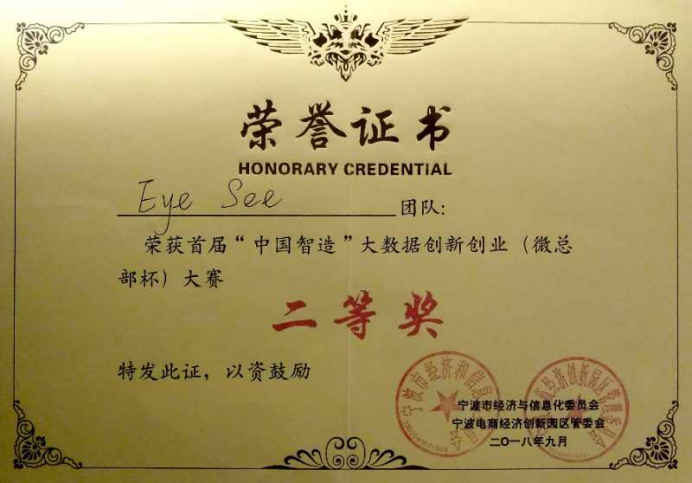 荣誉证书
HONORARY CREDENTIAL
Eye See 团队:
荣获首届“中国智造”大数据创新创业（微总
部杯）大赛
二等奖
特发此证，以资鼓励
宁波市经济与信息化委员会
宁波电商经济创新园区管委会
二〇一八年九月